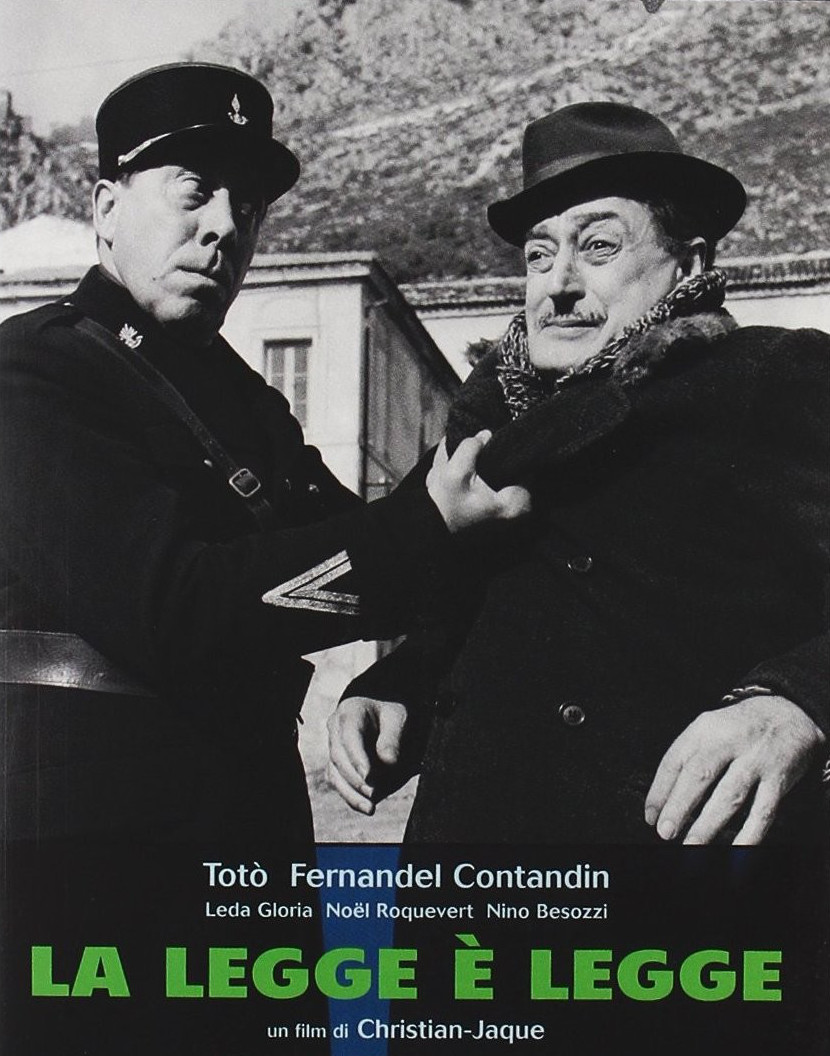 Totò Fernandel Contandin
Leda Gloria Noël Roquevert Nino Besozzi
LA LEGGE È LEGGE
un film di Christian-Jaque